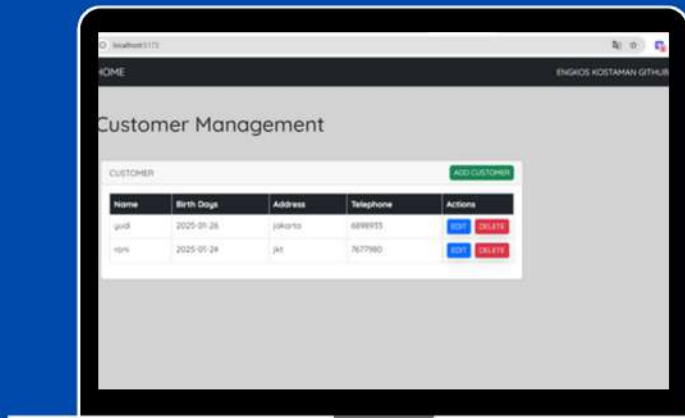 localhost:5173
HOME
ENGKOS KOSTAMAN GITHUB
Customer Management
CUSTOMER
ADD CUSTOMER
Name Birth Days Address Telephone Actions
yudi 2025-01-26 jakarta 6898933 EDIT DELETE
rani 2025-01-24 jkt 7677980 EDIT DELETE